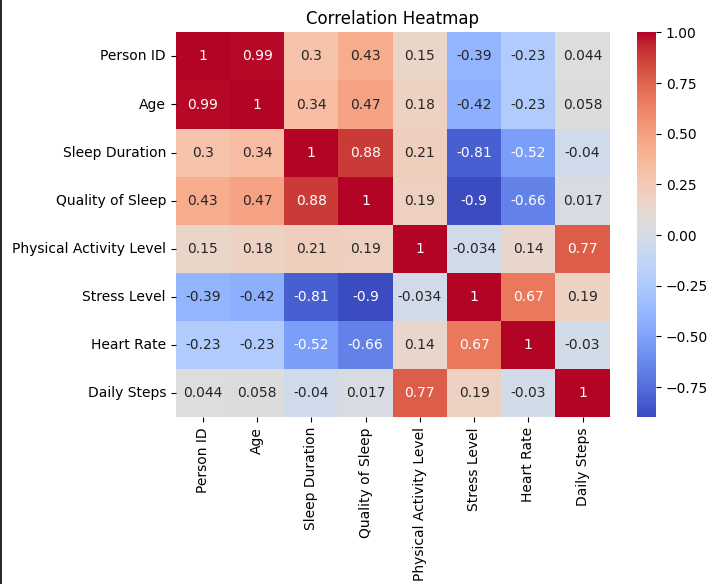 Correlation Heatmap
Person ID 1 0.99 0.3 0.43 0.15 -0.39 -0.23 0.044
Age 0.99 1 0.34 0.47 0.18 -0.42 -0.23 0.058
Sleep Duration 0.3 0.34 1 0.88 0.21 -0.81 -0.52 -0.04
Quality of Sleep 0.43 0.47 0.88 1 0.19 -0.9 -0.66 0.017
Physical Activity Level 0.15 0.18 0.21 0.19 1 -0.034 0.14 0.77
Stress Level -0.39 -0.42 -0.81 -0.9 -0.034 1 0.67 0.19
Heart Rate -0.23 -0.23 -0.52 -0.66 0.14 0.67 1 -0.03
Daily Steps 0.044 0.058 -0.04 0.017 0.77 0.19 -0.03 1
Person ID
Age
Sleep Duration
Quality of Sleep
Physical Activity Level
Stress Level
Heart Rate
Daily Steps
1.00
0.75
0.50
0.25
0.00
−0.25
−0.50
−0.75